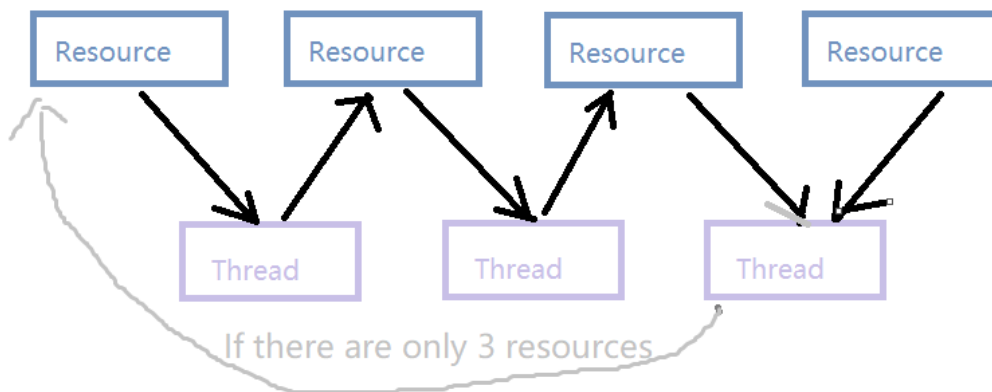 Resource
Resource
Resource
Resource
Thread
Thread
Thread
If there are only 3 resources